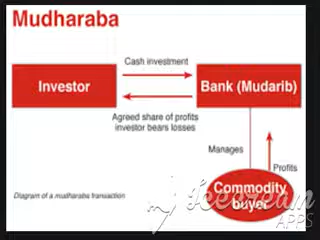 Mudharaba
Cash investment
Investor
Bank (Mudarib)
Agreed share of profits
investor bears losses
Manages
Profits
Commodity
buyer
Diagram of a mudharaba transaction
APPS